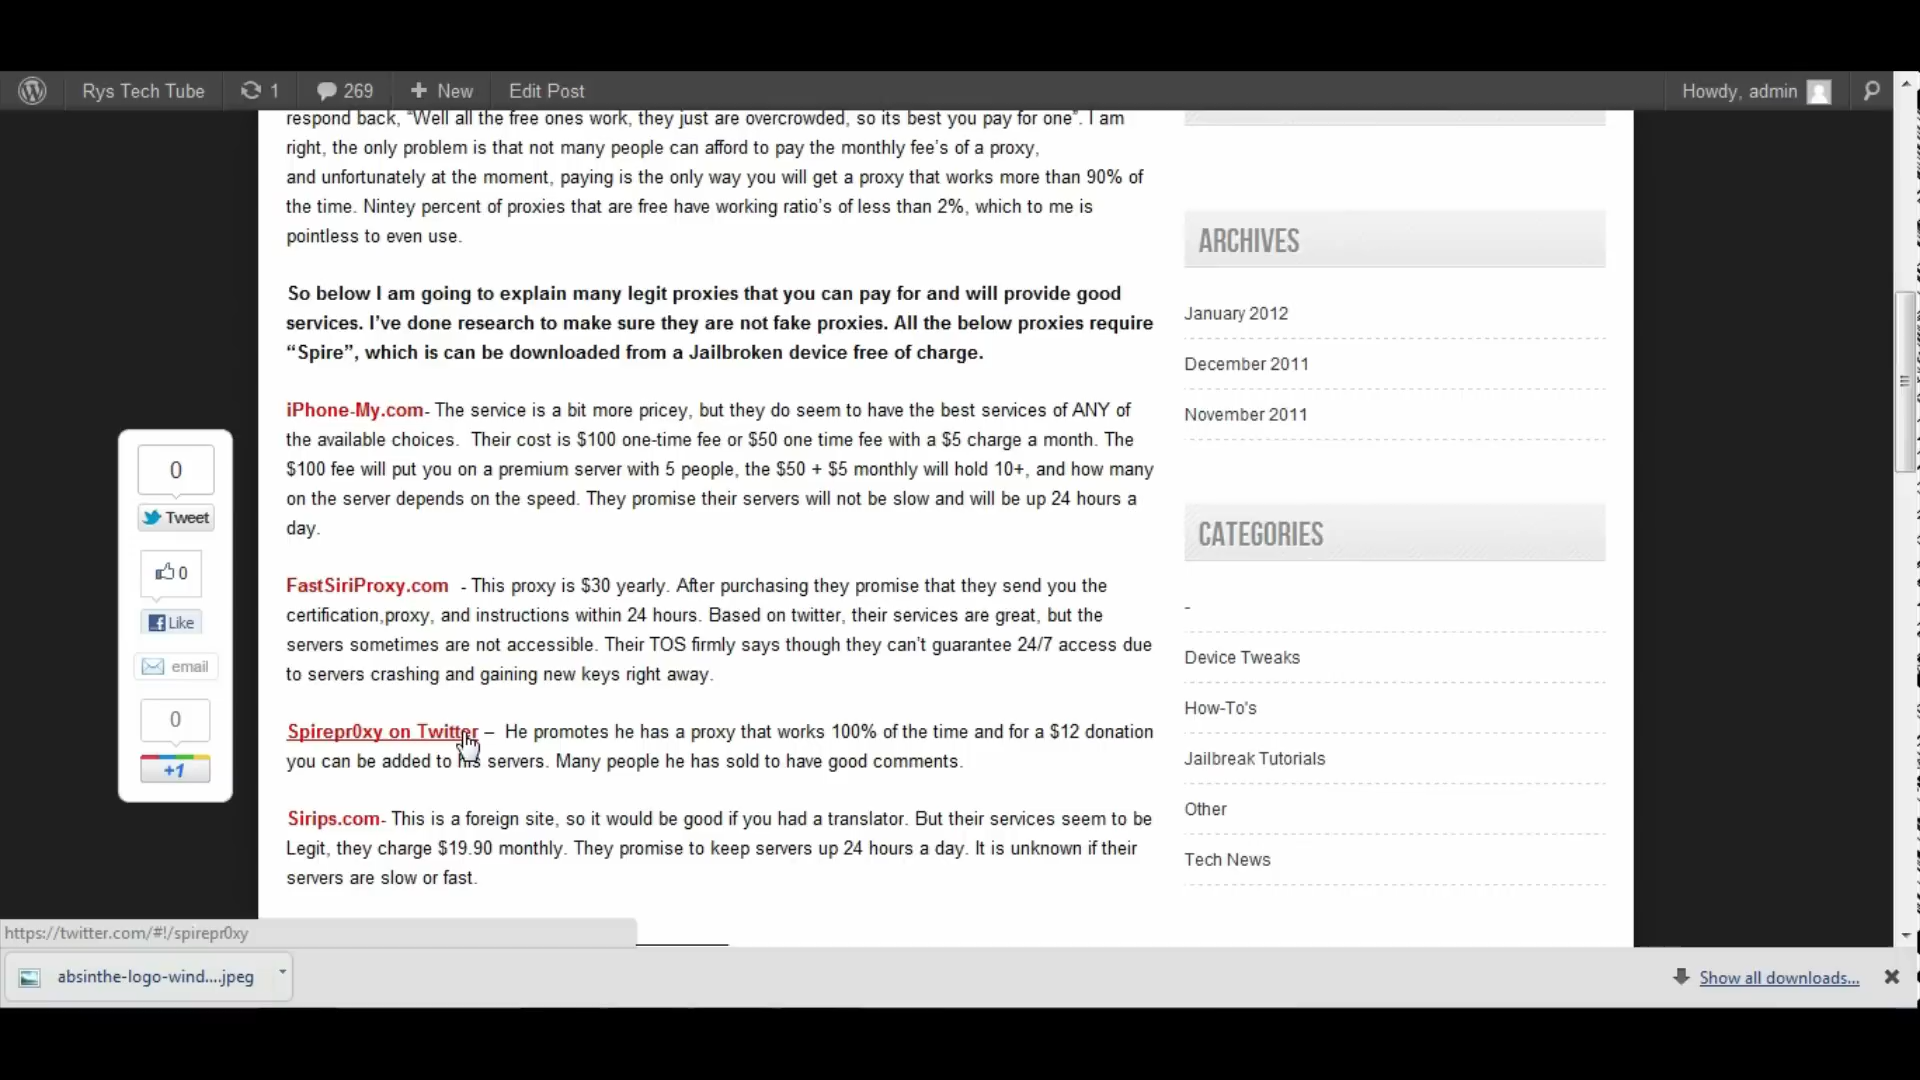 Rys Tech Tube 1 269 New Edit Post Howdy, admin
respond back, “Well all the free ones work, they just are overcrowded, so its best you pay for one”. I am
right, the only problem is that not many people can afford to pay the monthly fee’s of a proxy,
and unfortunately at the moment, paying is the only way you will get a proxy that works more than 90% of
the time. Nintey percent of proxies that are free have working ratio’s of less than 2%, which to me is
pointless to even use.
So below I am going to explain many legit proxies that you can pay for and will provide good
services. I’ve done research to make sure they are not fake proxies. All the below proxies require
“Spire”, which is can be downloaded from a Jailbroken device free of charge.
iPhone-My.com- The service is a bit more pricey, but they do seem to have the best services of ANY of
the available choices. Their cost is $100 one-time fee or $50 one time fee with a $5 charge a month. The
$100 fee will put you on a premium server with 5 people, the $50 + $5 monthly will hold 10+, and how many
on the server depends on the speed. They promise their servers will not be slow and will be up 24 hours a
day.
FastSiriProxy.com - This proxy is $30 yearly. After purchasing they promise that they send you the
certification,proxy, and instructions within 24 hours. Based on twitter, their services are great, but the
servers sometimes are not accessible. Their TOS firmly says though they can’t guarantee 24/7 access due
to servers crashing and gaining new keys right away.
Spirepr0xy on Twitter – He promotes he has a proxy that works 100% of the time and for a $12 donation
you can be added to his servers. Many people he has sold to have good comments.
Sirips.com- This is a foreign site, so it would be good if you had a translator. But their services seem to be
Legit, they charge $19.90 monthly. They promise to keep servers up 24 hours a day. It is unknown if their
servers are slow or fast.
0
Tweet
0
Like
email
0
+1
ARCHIVES
January 2012
December 2011
November 2011
CATEGORIES
-
Device Tweaks
How-To's
Jailbreak Tutorials
Other
Tech News
https://twitter.com/#!/spirepr0xy
absinthe-logo-wind....jpeg
Show all downloads...